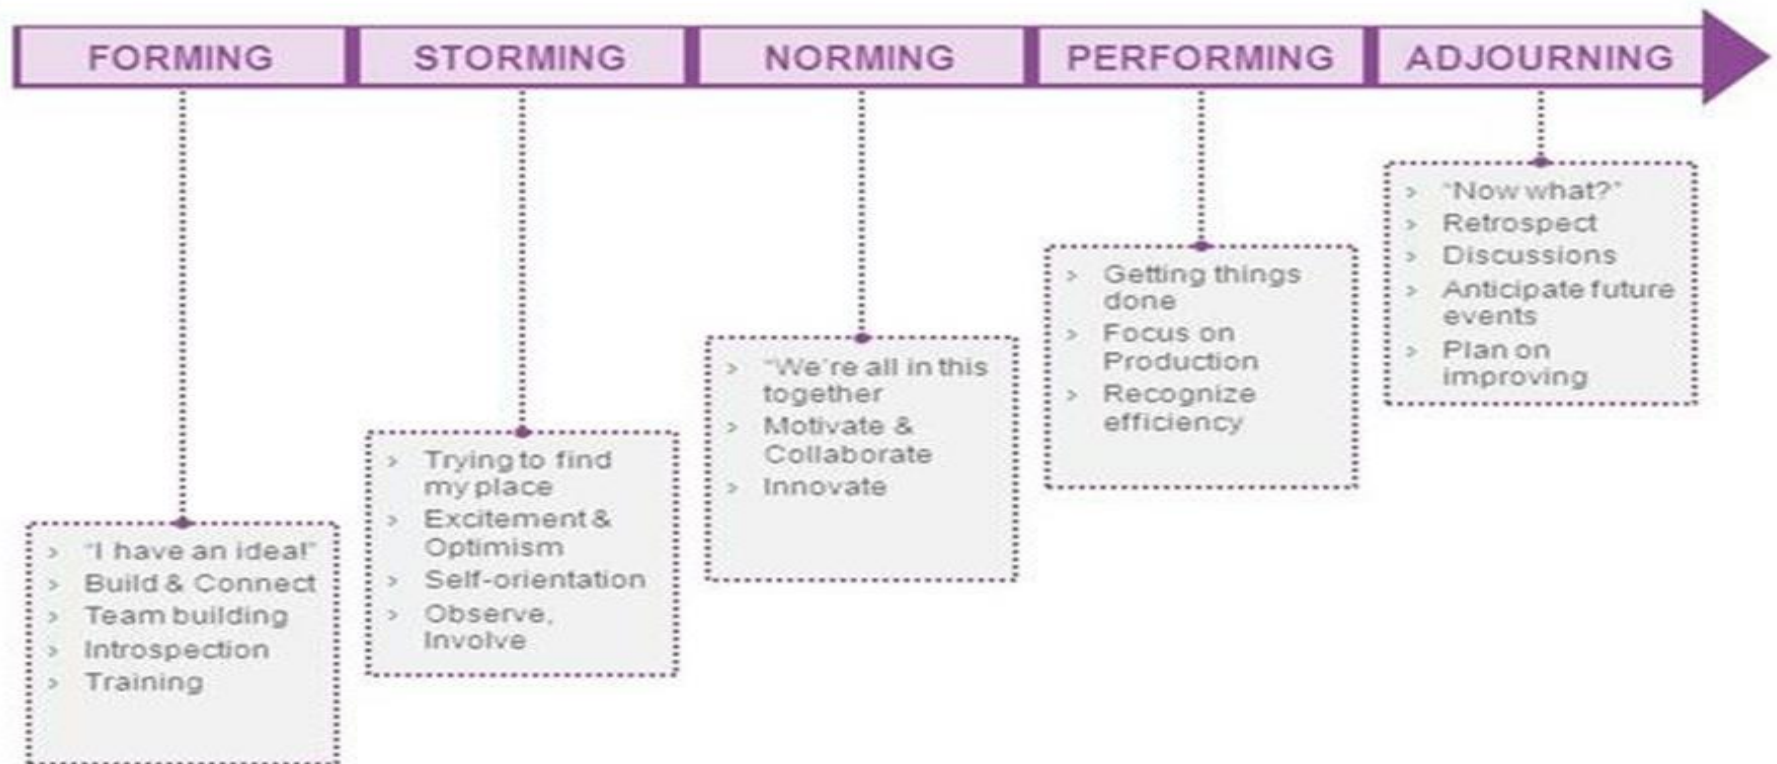 FORMING
STORMING
NORMING
PERFORMING
ADJOURNING
> "I have an idea!"
> Build & Connect
> Team building
> Introspection
> Training
> Trying to find
my place
> Excitement &
Optimism
> Self-orientation
> Observe,
Involve
> "We're all in this
together
> Motivate &
Collaborate
> Innovate
> Getting things
done
> Focus on
Production
> Recognize
efficiency
> "Now what?"
> Retrospect
> Discussions
> Anticipate future
events
> Plan on
improving